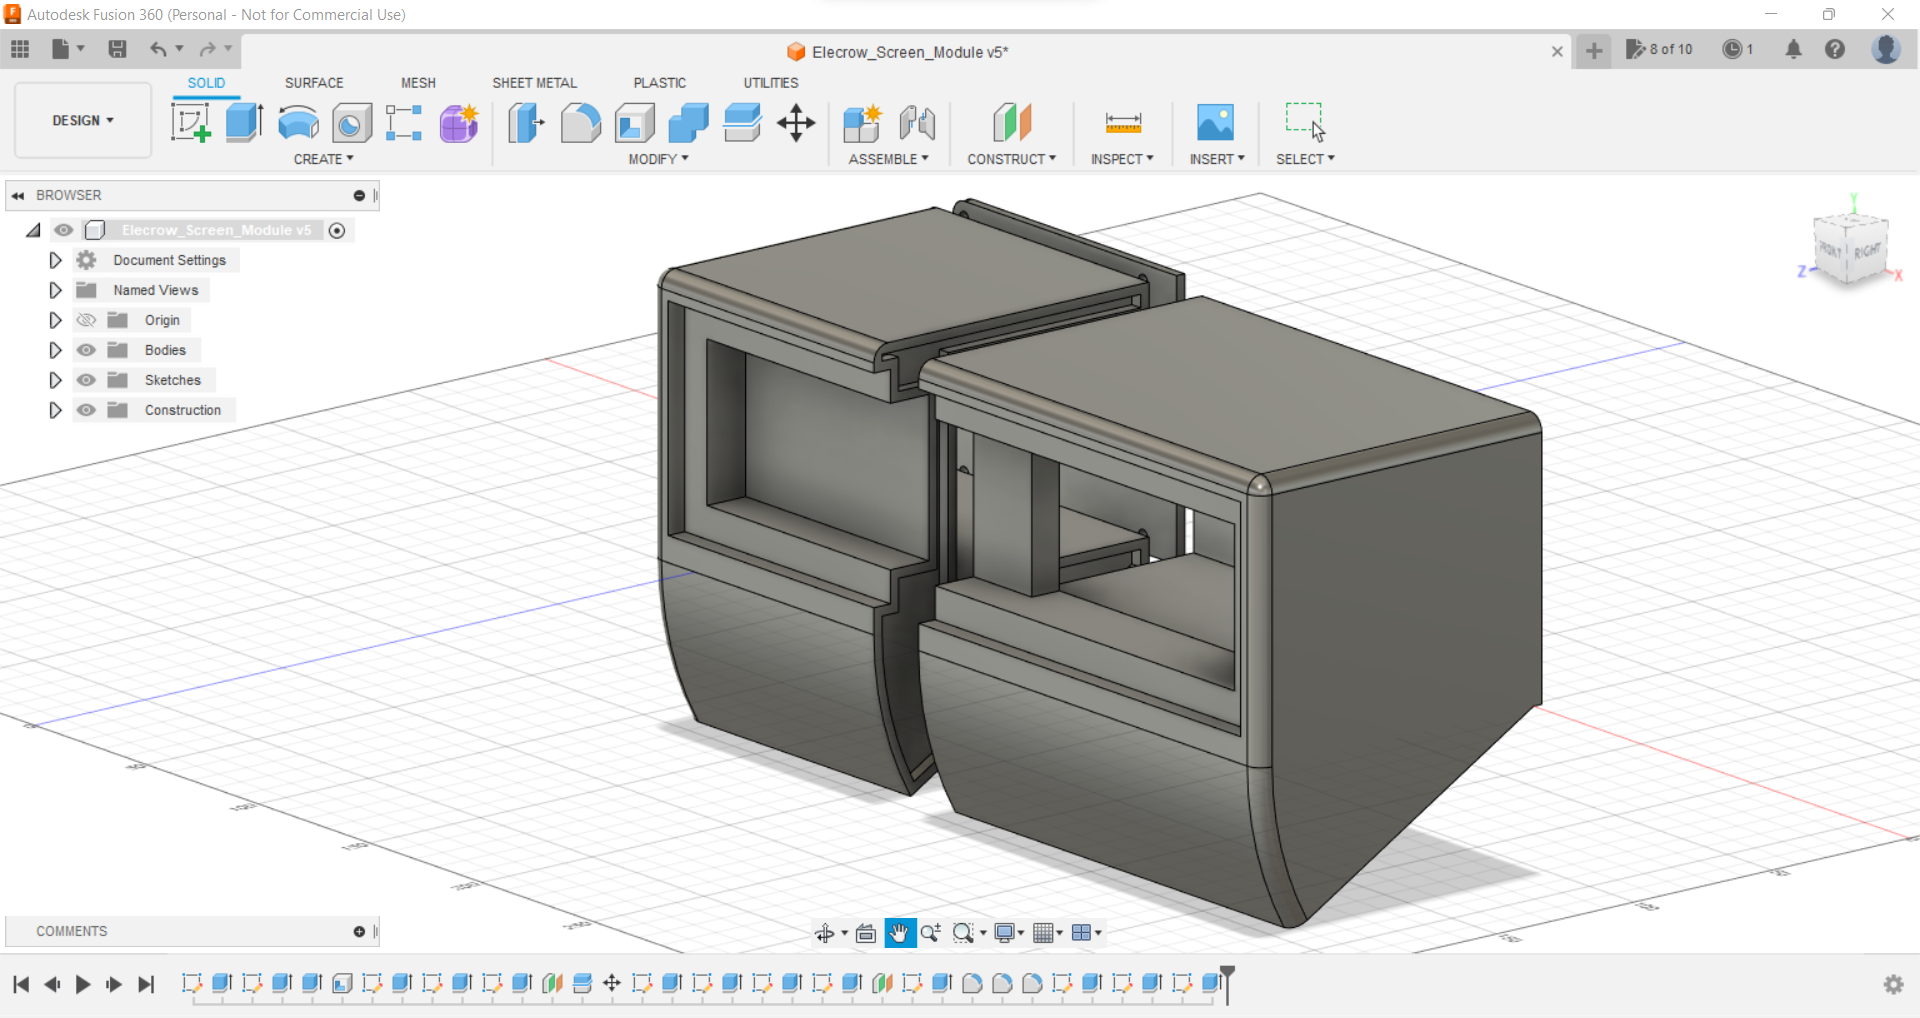 Autodesk Fusion 360 (Personal - Not for Commercial Use)
Elecrow_Screen_Module v5*
8 of 10
1
DESIGN
SOLID
SURFACE
MESH
SHEET METAL
PLASTIC
UTILITIES
CREATE
MODIFY
ASSEMBLE
CONSTRUCT
INSPECT
INSERT
SELECT
BROWSER
Elecrow_Screen_Module v5
Document Settings
Named Views
Origin
Bodies
Sketches
Construction
Y
FRONT
RIGHT
Z
X
COMMENTS